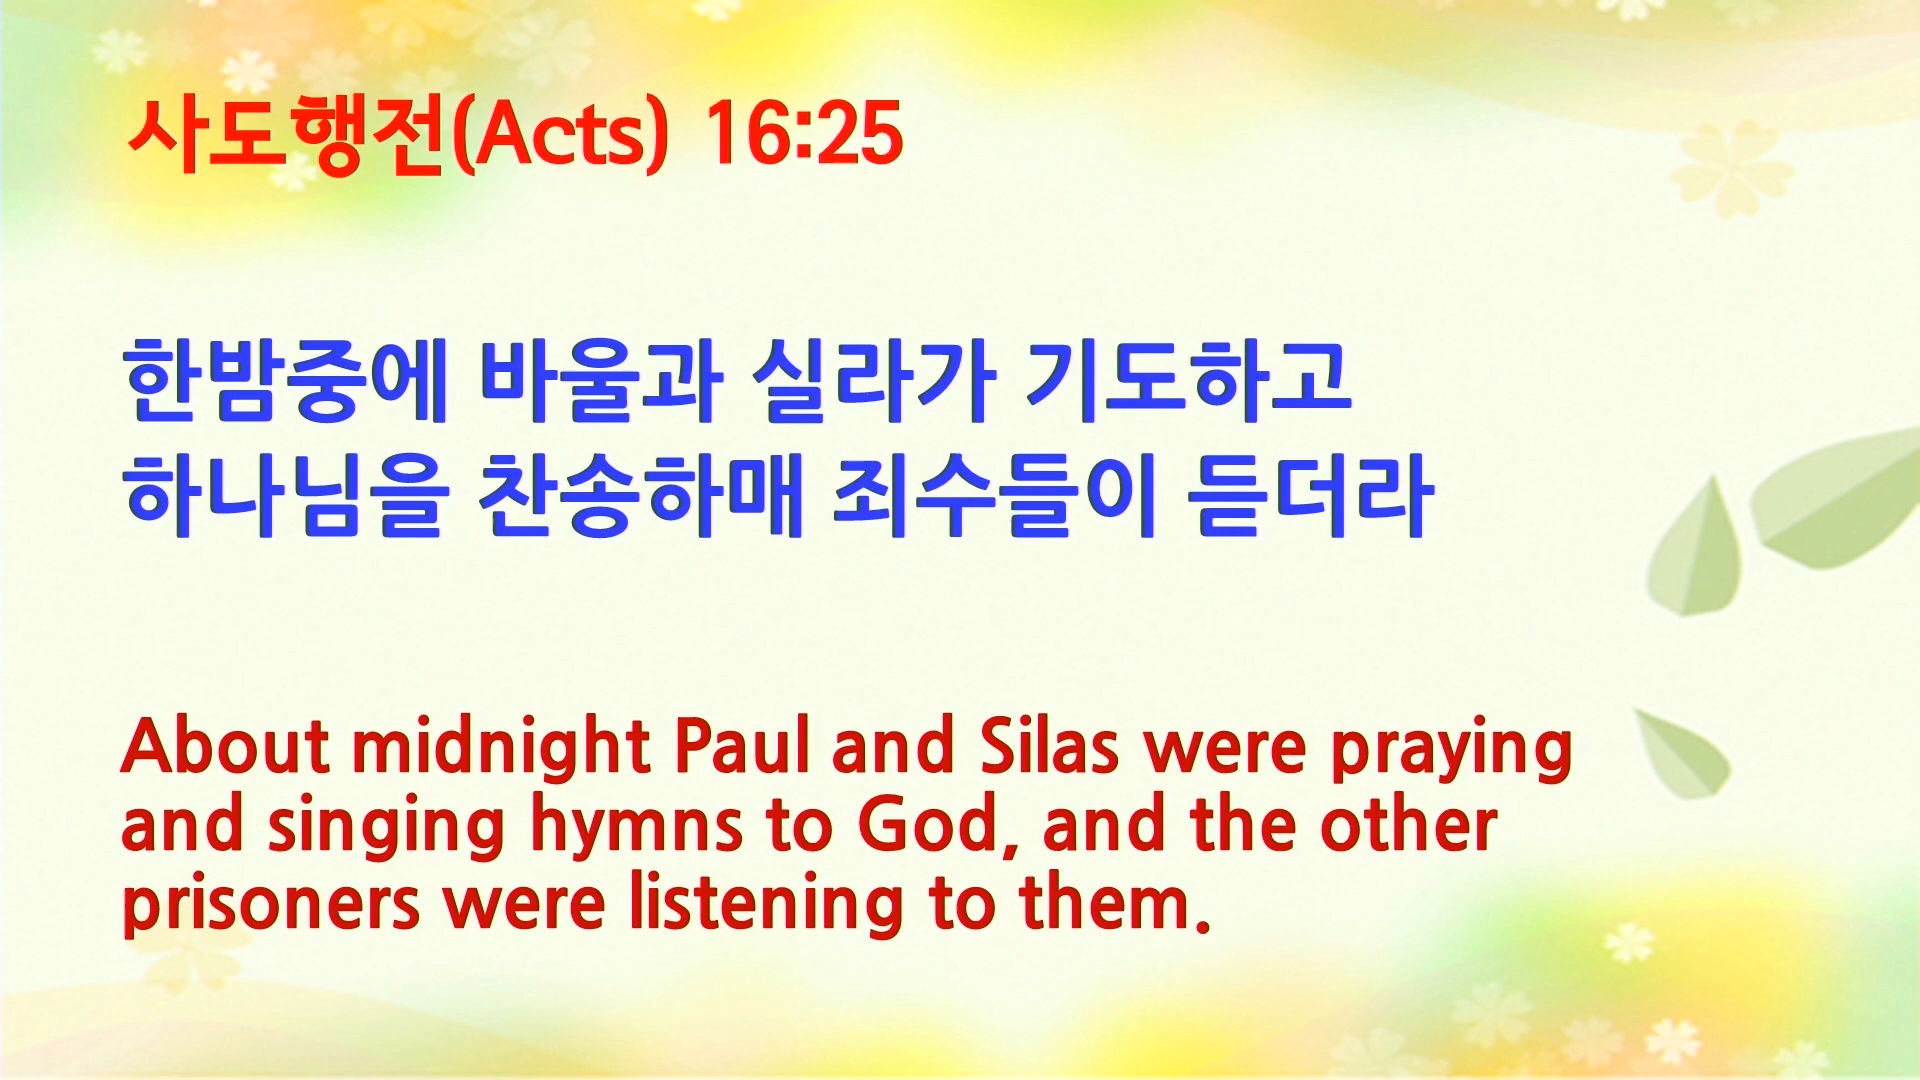 사도행전(Acts) 16:25
한밤중에 바울과 실라가 기도하고
하나님을 찬송하매 죄수들이 듣더라
About midnight Paul and Silas were praying
and singing hymns to God, and the other
prisoners were listening to them.